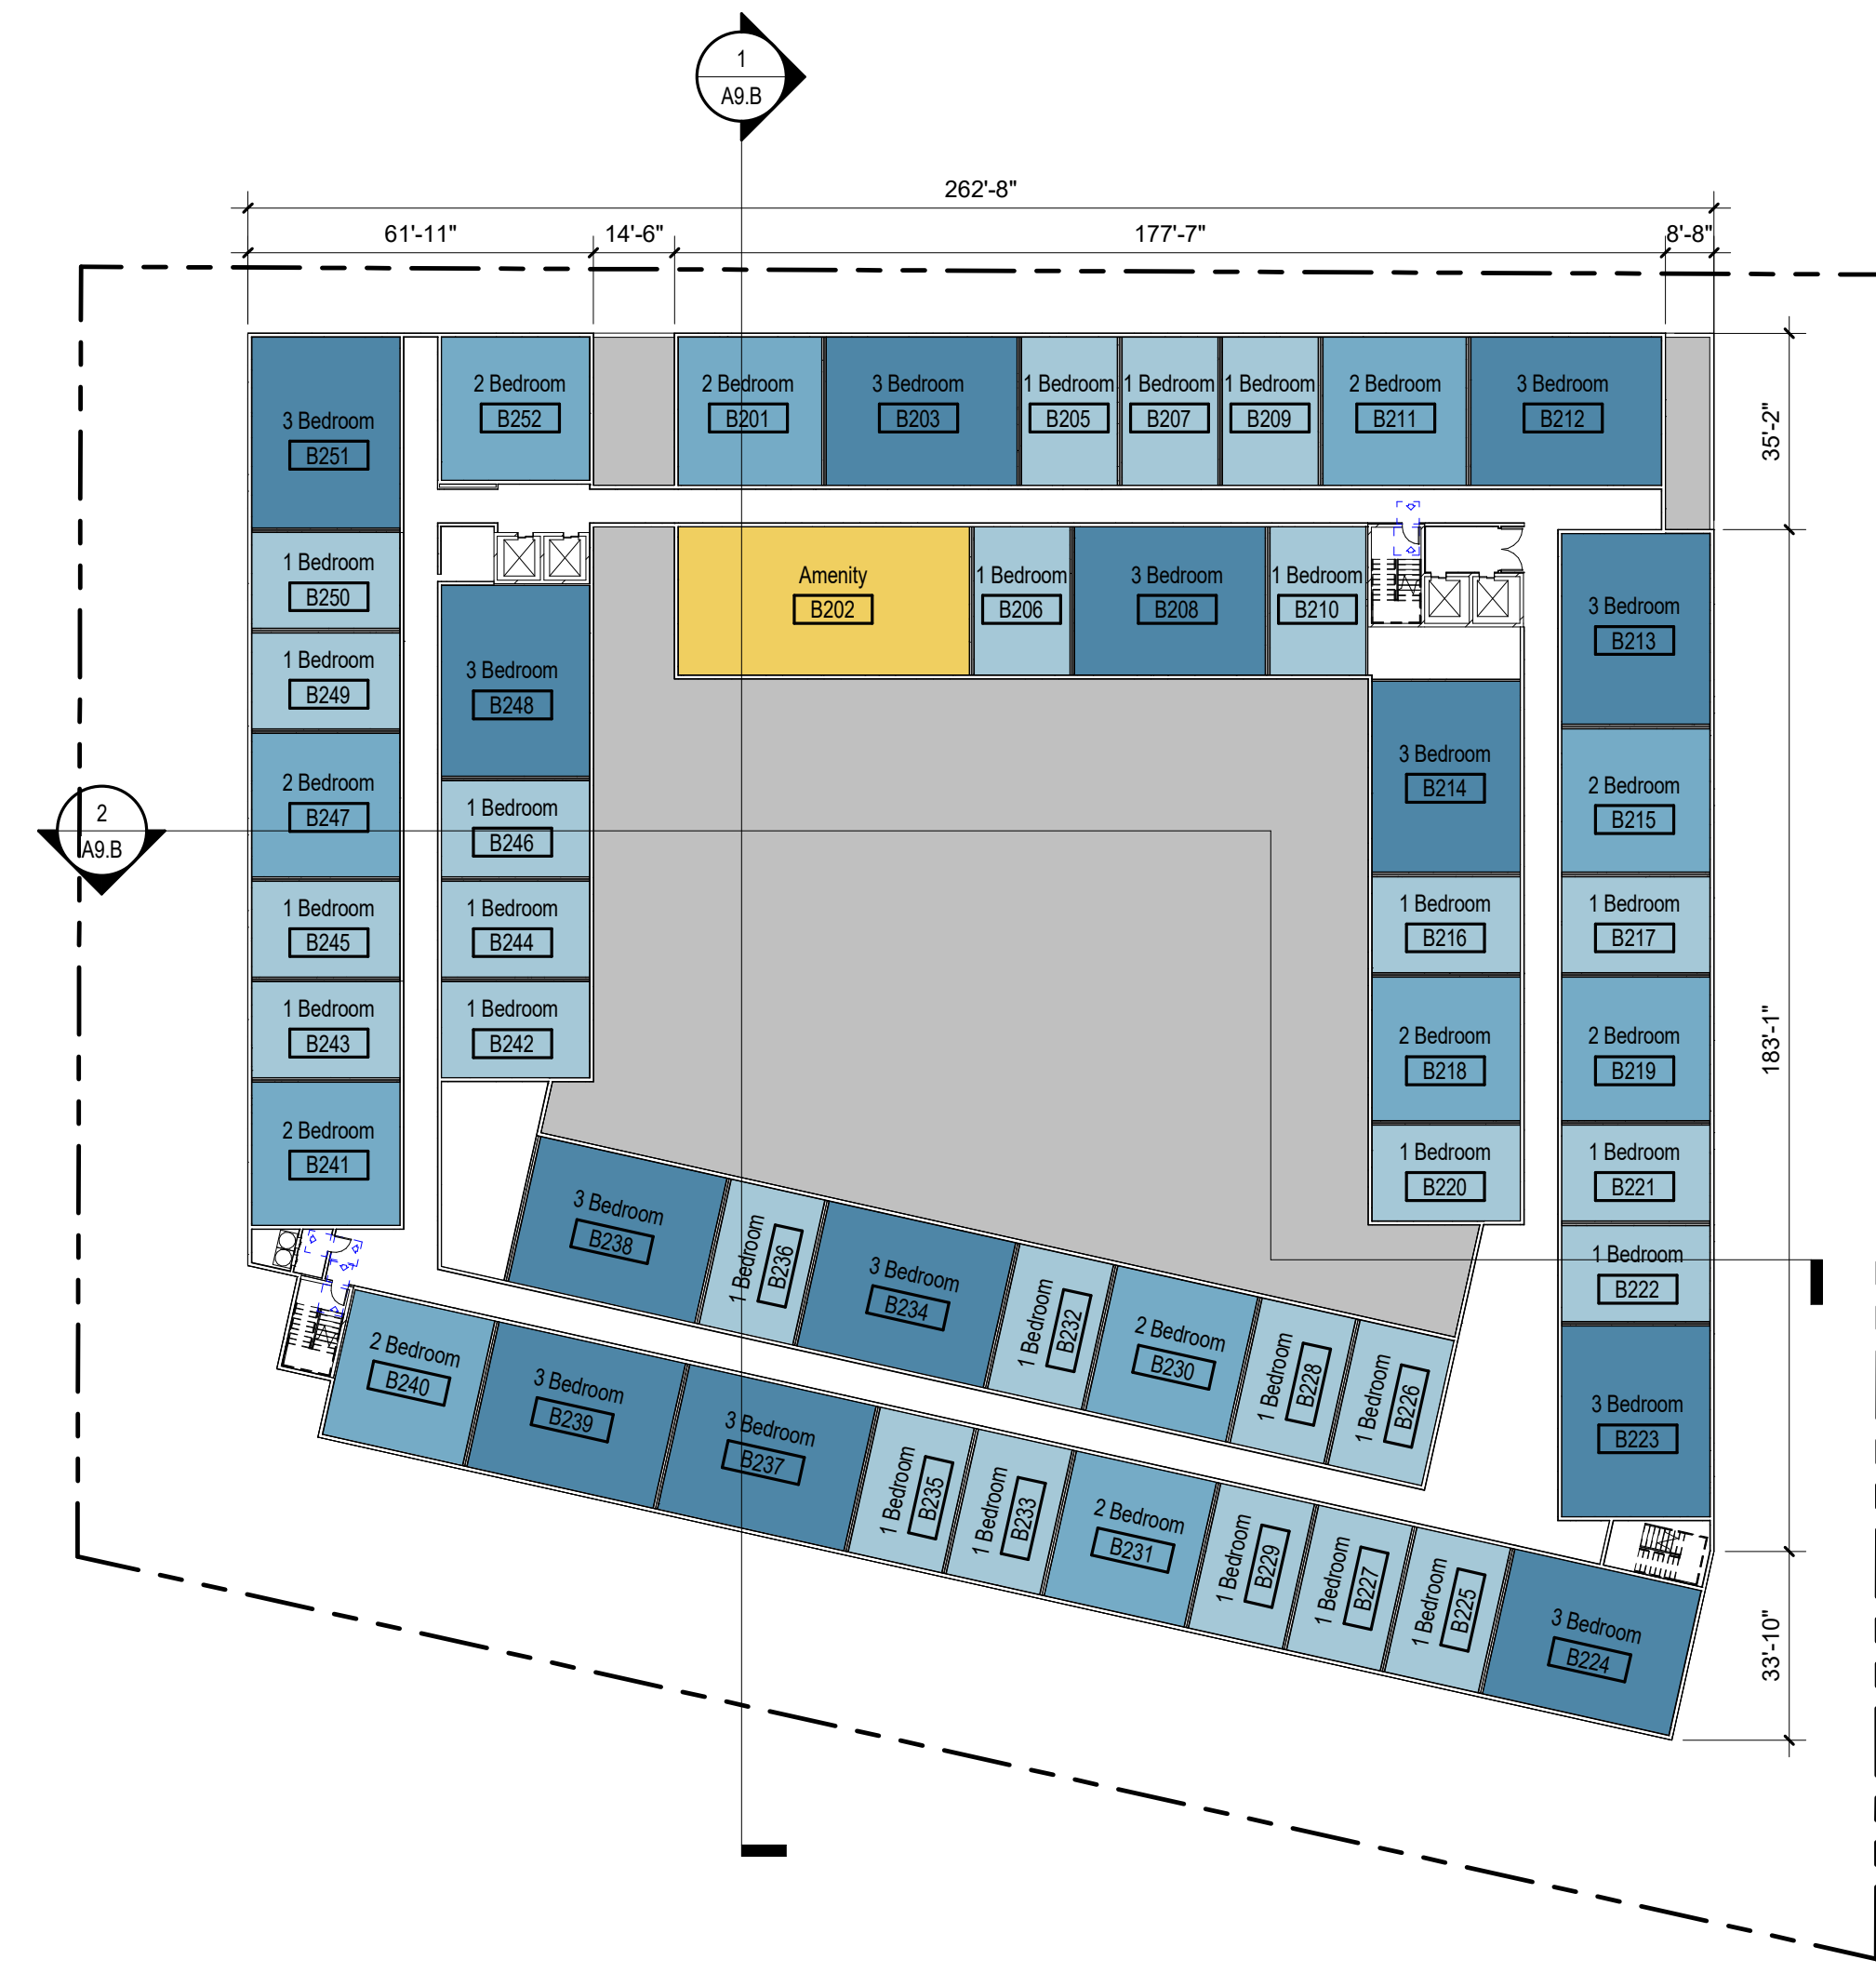 1
A9.B
262'-8"
61'-11"
14'-6"
177'-7"
8'-8"
2 Bedroom
B252
2 Bedroom
B201
3 Bedroom
B203
1 Bedroom
B205
1 Bedroom
B207
1 Bedroom
B209
2 Bedroom
B211
3 Bedroom
B212
35'-2"
3 Bedroom
B251
1 Bedroom
B250
Amenity
B202
1 Bedroom
B206
3 Bedroom
B208
1 Bedroom
B210
3 Bedroom
B213
1 Bedroom
B249
3 Bedroom
B248
3 Bedroom
B214
2 Bedroom
B247
2 Bedroom
B215
2
A9.B
1 Bedroom
B246
1 Bedroom
B245
1 Bedroom
B244
1 Bedroom
B216
1 Bedroom
B217
1 Bedroom
B243
1 Bedroom
B242
2 Bedroom
B218
2 Bedroom
B219
183'-1"
2 Bedroom
B241
1 Bedroom
B220
1 Bedroom
B221
3 Bedroom
B238
1 Bedroom
B236
3 Bedroom
B234
1 Bedroom
B232
2 Bedroom
B230
1 Bedroom
B228
1 Bedroom
B226
1 Bedroom
B222
3 Bedroom
B223
2 Bedroom
B240
3 Bedroom
B239
3 Bedroom
B237
1 Bedroom
B235
1 Bedroom
B233
2 Bedroom
B231
1 Bedroom
B229
1 Bedroom
B227
1 Bedroom
B225
3 Bedroom
B224
33'-10"